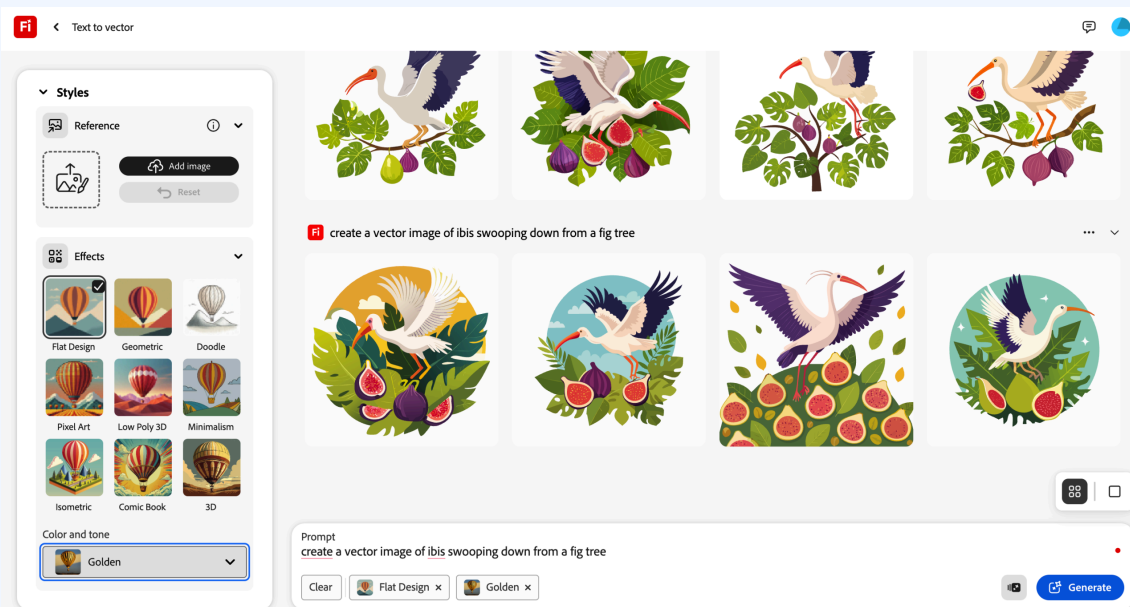 Fi
Text to vector
Styles
Reference
Add image
Reset
Effects
Flat Design
Geometric
Doodle
Pixel Art
Low Poly 3D
Minimalism
Isometric
Comic Book
3D
Color and tone
Golden
Fi create a vector image of ibis swooping down from a fig tree
Prompt
create a vector image of ibis swooping down from a fig tree
Clear
Flat Design ×
Golden ×
Generate